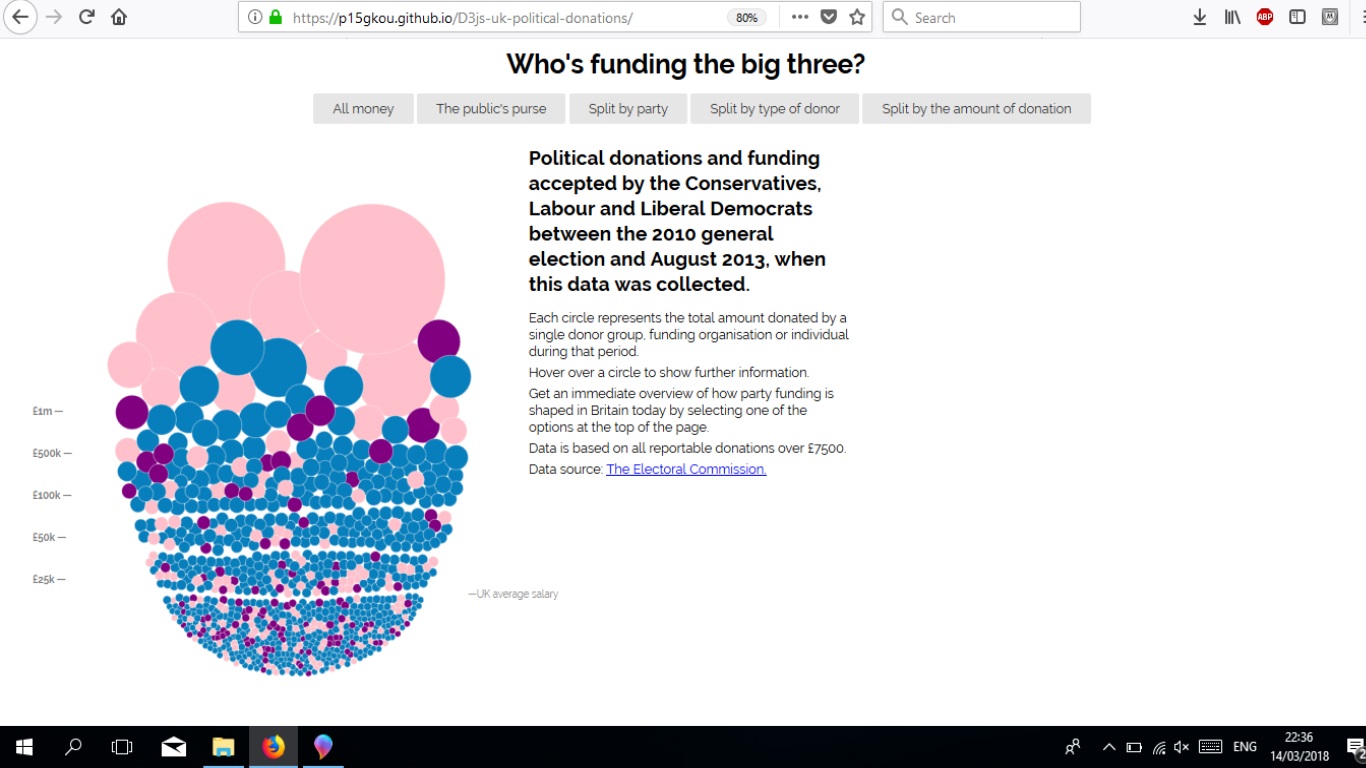 https://p15gkou.github.io/D3js-uk-political-donations/
80%
Search
ABP
Who's funding the big three?
All money
The public's purse
Split by party
Split by type of donor
Split by the amount of donation
Political donations and funding
accepted by the Conservatives,
Labour and Liberal Democrats
between the 2010 general
election and August 2013, when
this data was collected.
Each circle represents the total amount donated by a
single donor group, funding organisation or individual
during that period.
Hover over a circle to show further information.
Get an immediate overview of how party funding is
shaped in Britain today by selecting one of the
options at the top of the page.
Data is based on all reportable donations over £7500.
Data source: The Electoral Commission.
£1m —
£500k —
£100k —
£50k —
£25k —
—UK average salary
ENG
22:36
14/03/2018
2